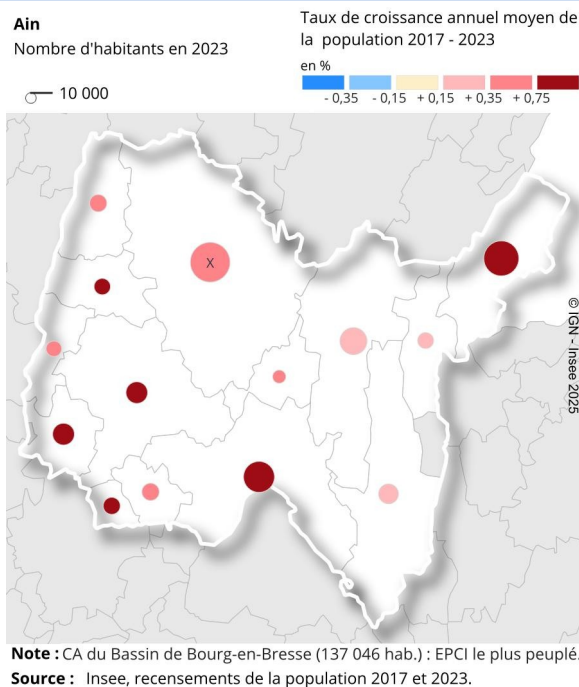 Ain
Nombre d'habitants en 2023
10 000
Taux de croissance annuel moyen de
la population 2017 - 2023
en %
- 0,35 - 0,15 + 0,15 + 0,35 + 0,75
X
© IGN - Insee 2025
Note : CA du Bassin de Bourg-en-Bresse (137 046 hab.) : EPCI le plus peuplé.
Source : Insee, recensements de la population 2017 et 2023.